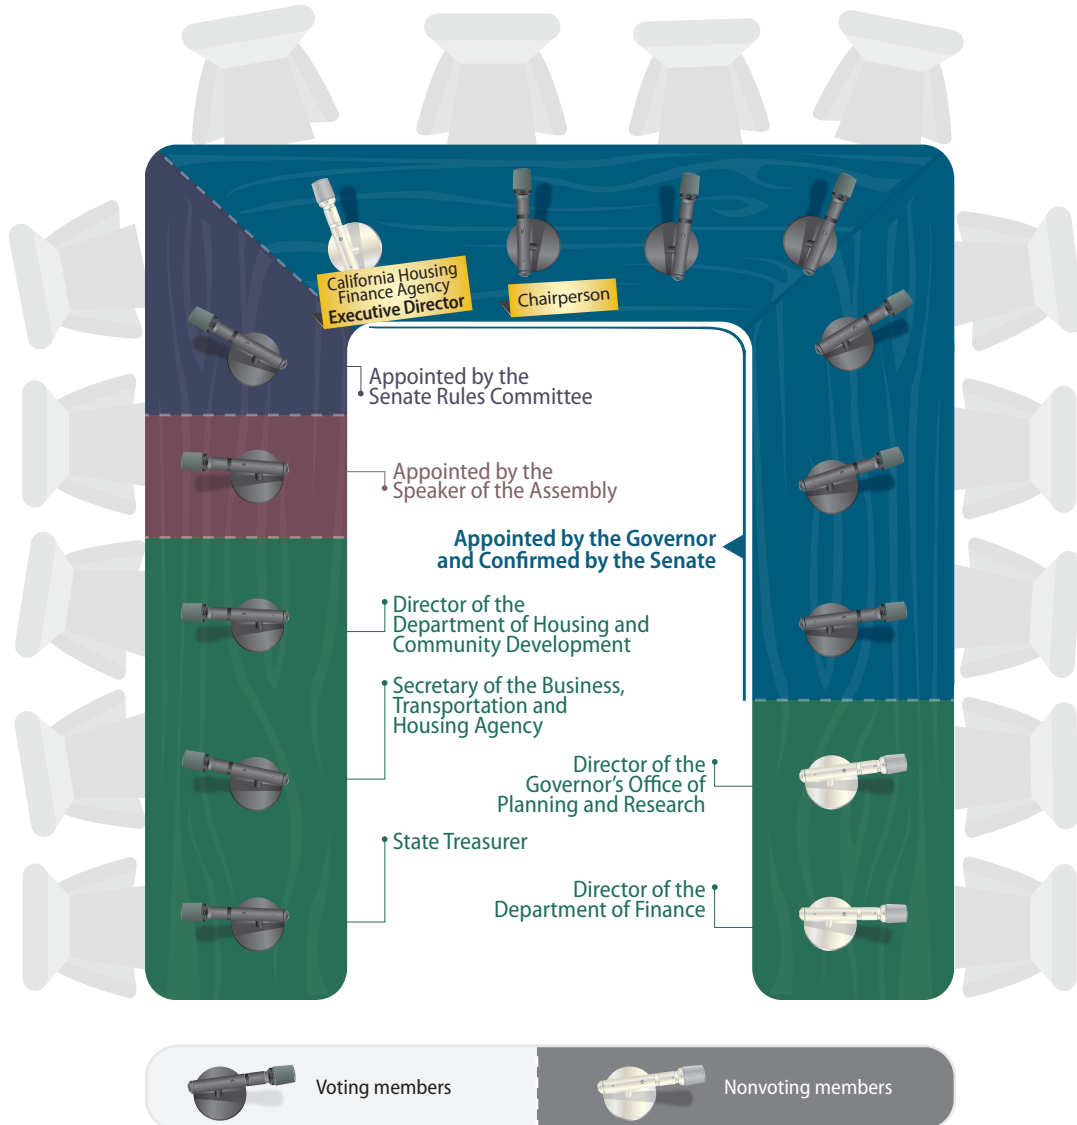 California Housing
Finance Agency
Executive Director
Chairperson
Appointed by the
Senate Rules Committee
Appointed by the
Speaker of the Assembly
Appointed by the Governor
and Confirmed by the Senate
Director of the
Department of Housing and
Community Development
Secretary of the Business,
Transportation and
Housing Agency
Director of the
Governor’s Office of
Planning and Research
State Treasurer
Director of the
Department of Finance
Voting members
Nonvoting members